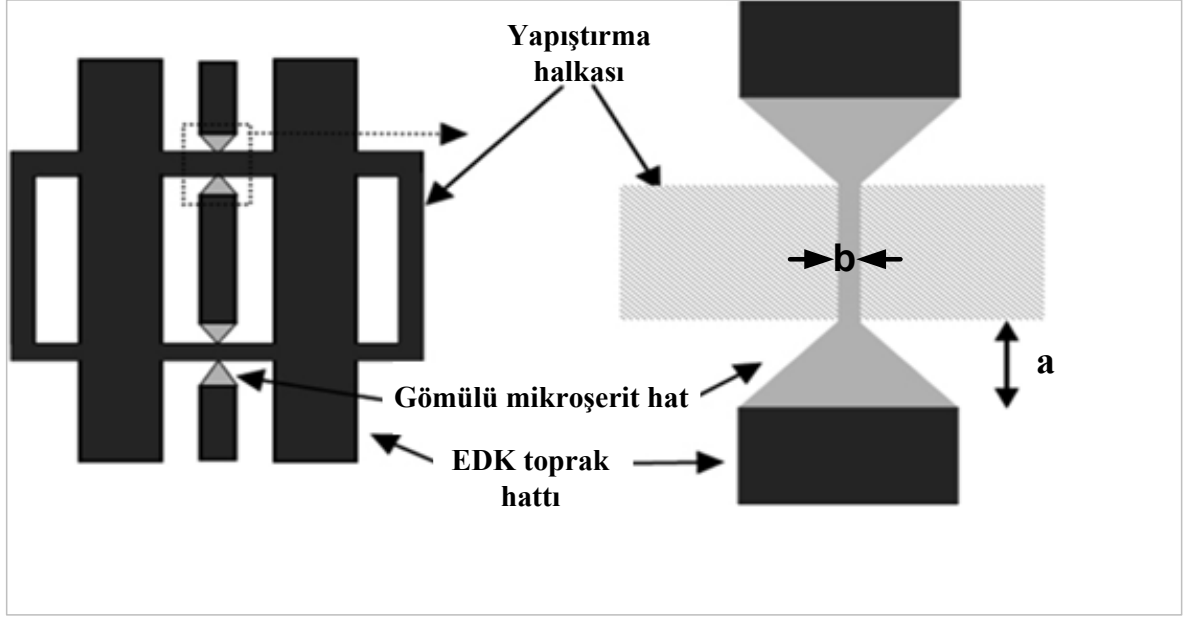 Yapıştırma
halkası
b
a
Gömülü mikroşerit hat
EDK toprak
hattı